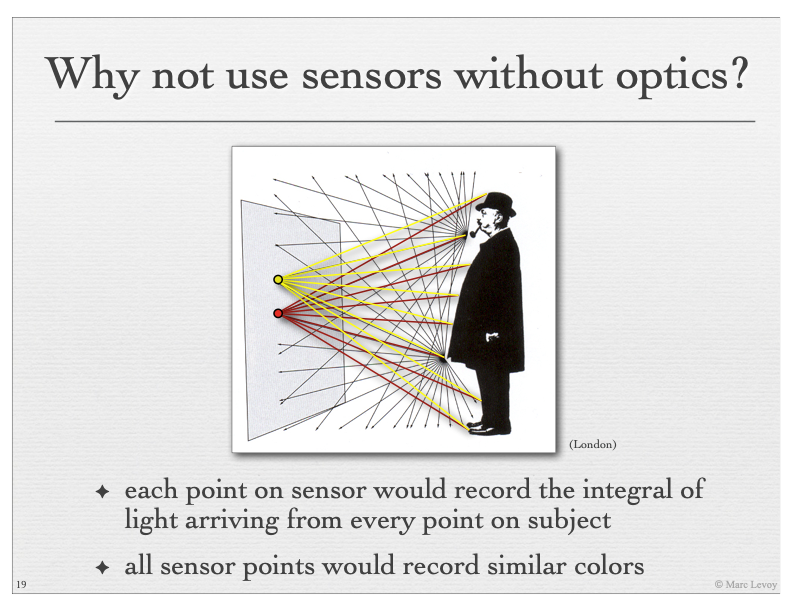 Why not use sensors without optics?
(London)
✦ each point on sensor would record the integral of
light arriving from every point on subject
✦ all sensor points would record similar colors
19
© Marc Levoy